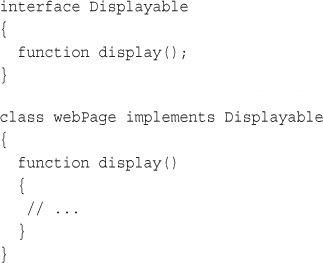 interface Displayable
{
  function display();
}

class webPage implements Displayable
{
  function display()
  {
   // ...
  }
}